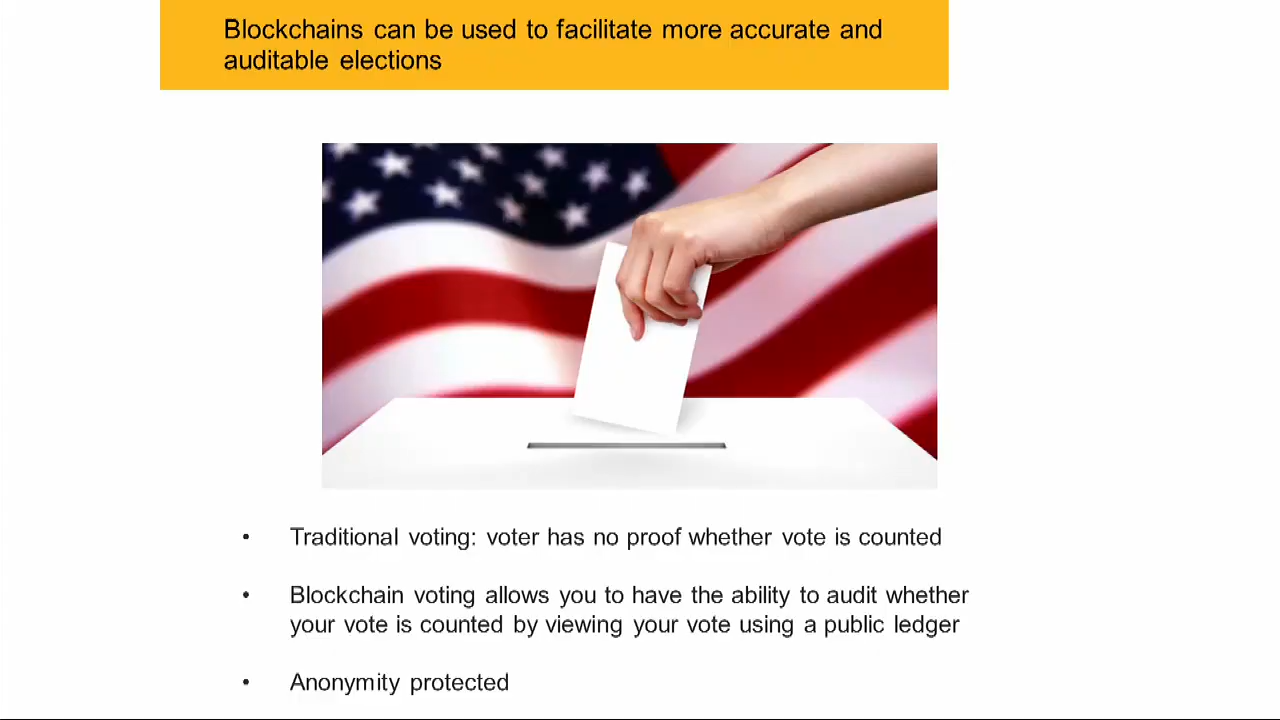 Blockchains can be used to facilitate more accurate and
auditable elections
• Traditional voting: voter has no proof whether vote is counted
• Blockchain voting allows you to have the ability to audit whether
your vote is counted by viewing your vote using a public ledger
• Anonymity protected